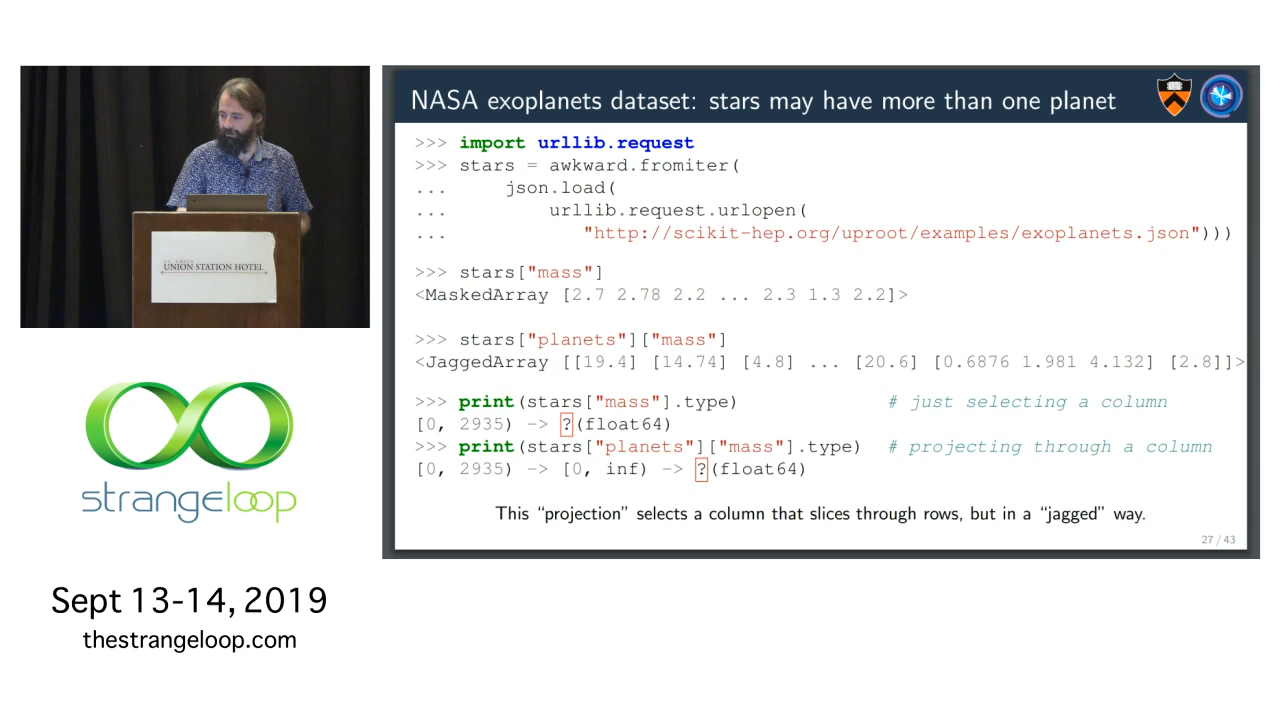 ST. LOUIS
UNION STATION HOTEL
strangeloop
Sept 13-14, 2019
thestrangeloop.com
NASA exoplanets dataset: stars may have more than one planet
>>> import urllib.request
>>> stars = awkward.fromiter(
...     json.load(
...         urllib.request.urlopen(
...            "http://scikit-hep.org/uproot/examples/exoplanets.json")))
>>> stars["mass"]
<MaskedArray [2.7 2.78 2.2 ... 2.3 1.3 2.2]>
>>> stars["planets"]["mass"]
<JaggedArray [[19.4] [14.74] [4.8] ... [20.6] [0.6876 1.981 4.132] [2.8]]>
>>> print(stars["mass"].type)              # just selecting a column
[0, 2935) -> ?(float64)
>>> print(stars["planets"]["mass"].type)   # projecting through a column
[0, 2935) -> [0, inf) -> ?(float64)
This “projection” selects a column that slices through rows, but in a “jagged” way.
27 / 43